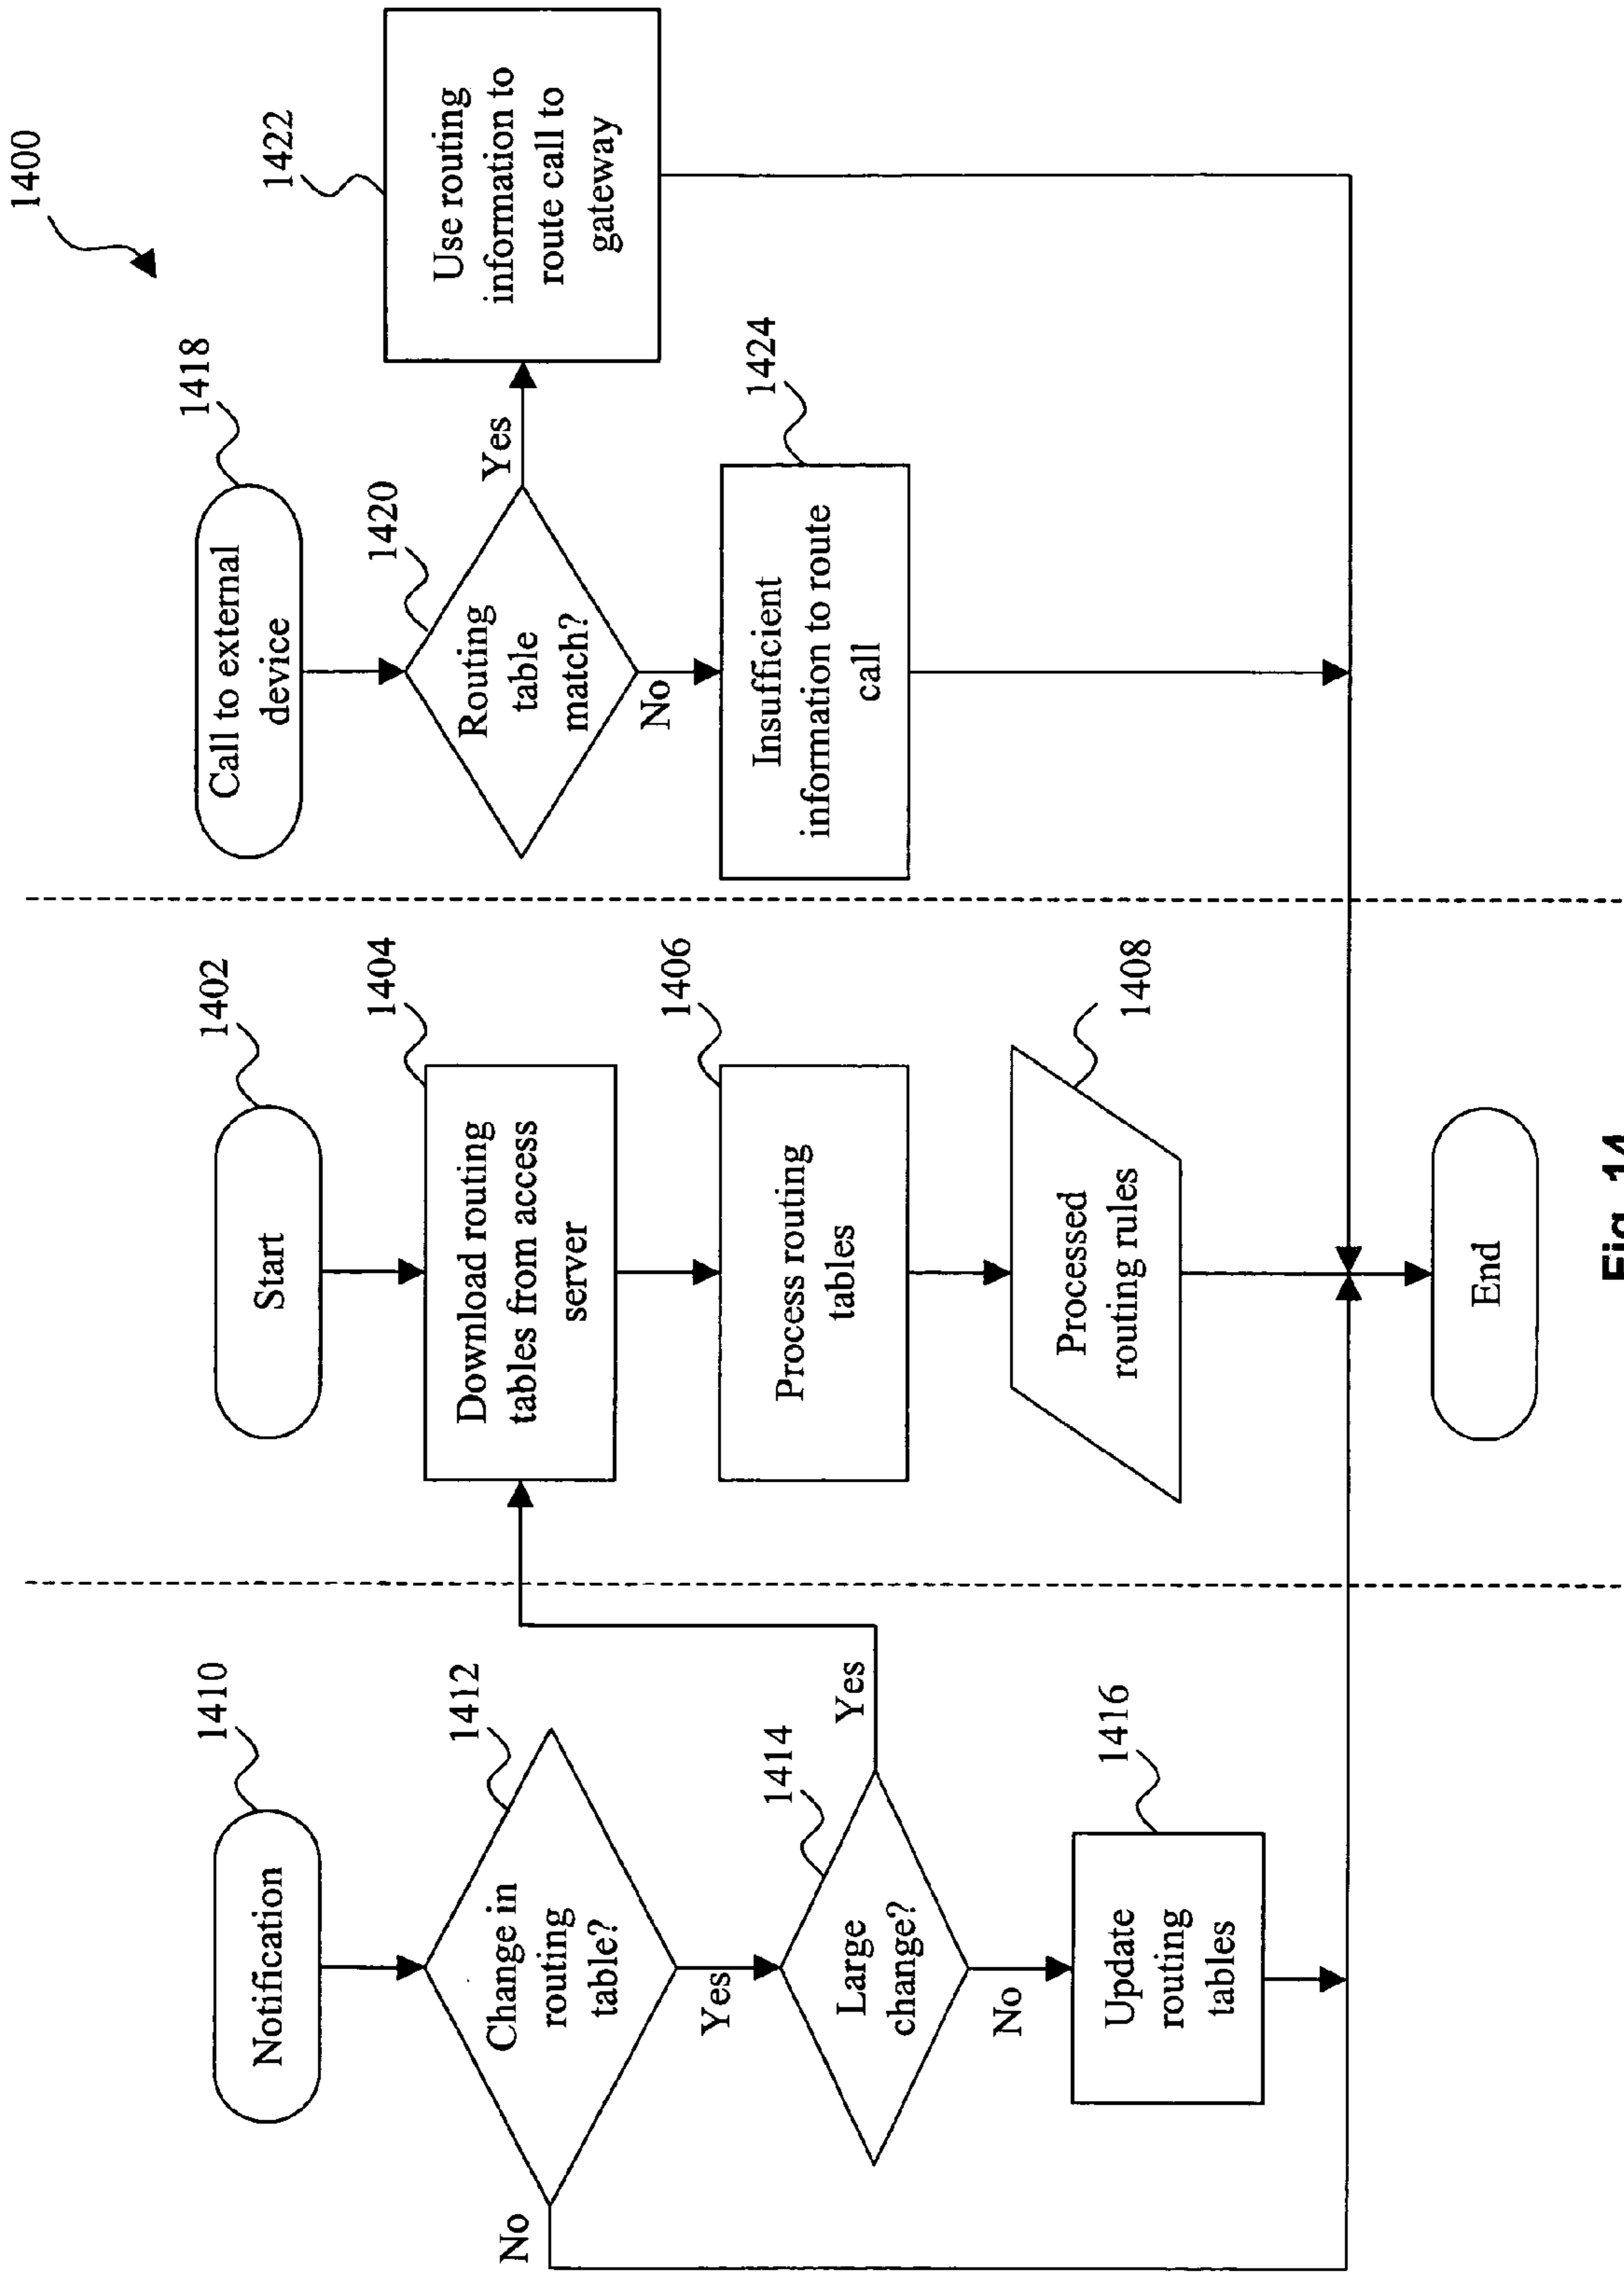 1400
1410
Notification
1412
Change in
routing
table?
No
Yes
1414
Large
change?
Yes
No
1416
Update
routing
tables
1402
Start
1404
Download routing
tables from access
server
1406
Process routing
tables
1408
Processed
routing rules
End
1418
Call to external
device
1420
Routing
table
match?
Yes
No
1422
Use routing
information to
route call to
gateway
1424
Insufficient
information to route
call
Fig. 14